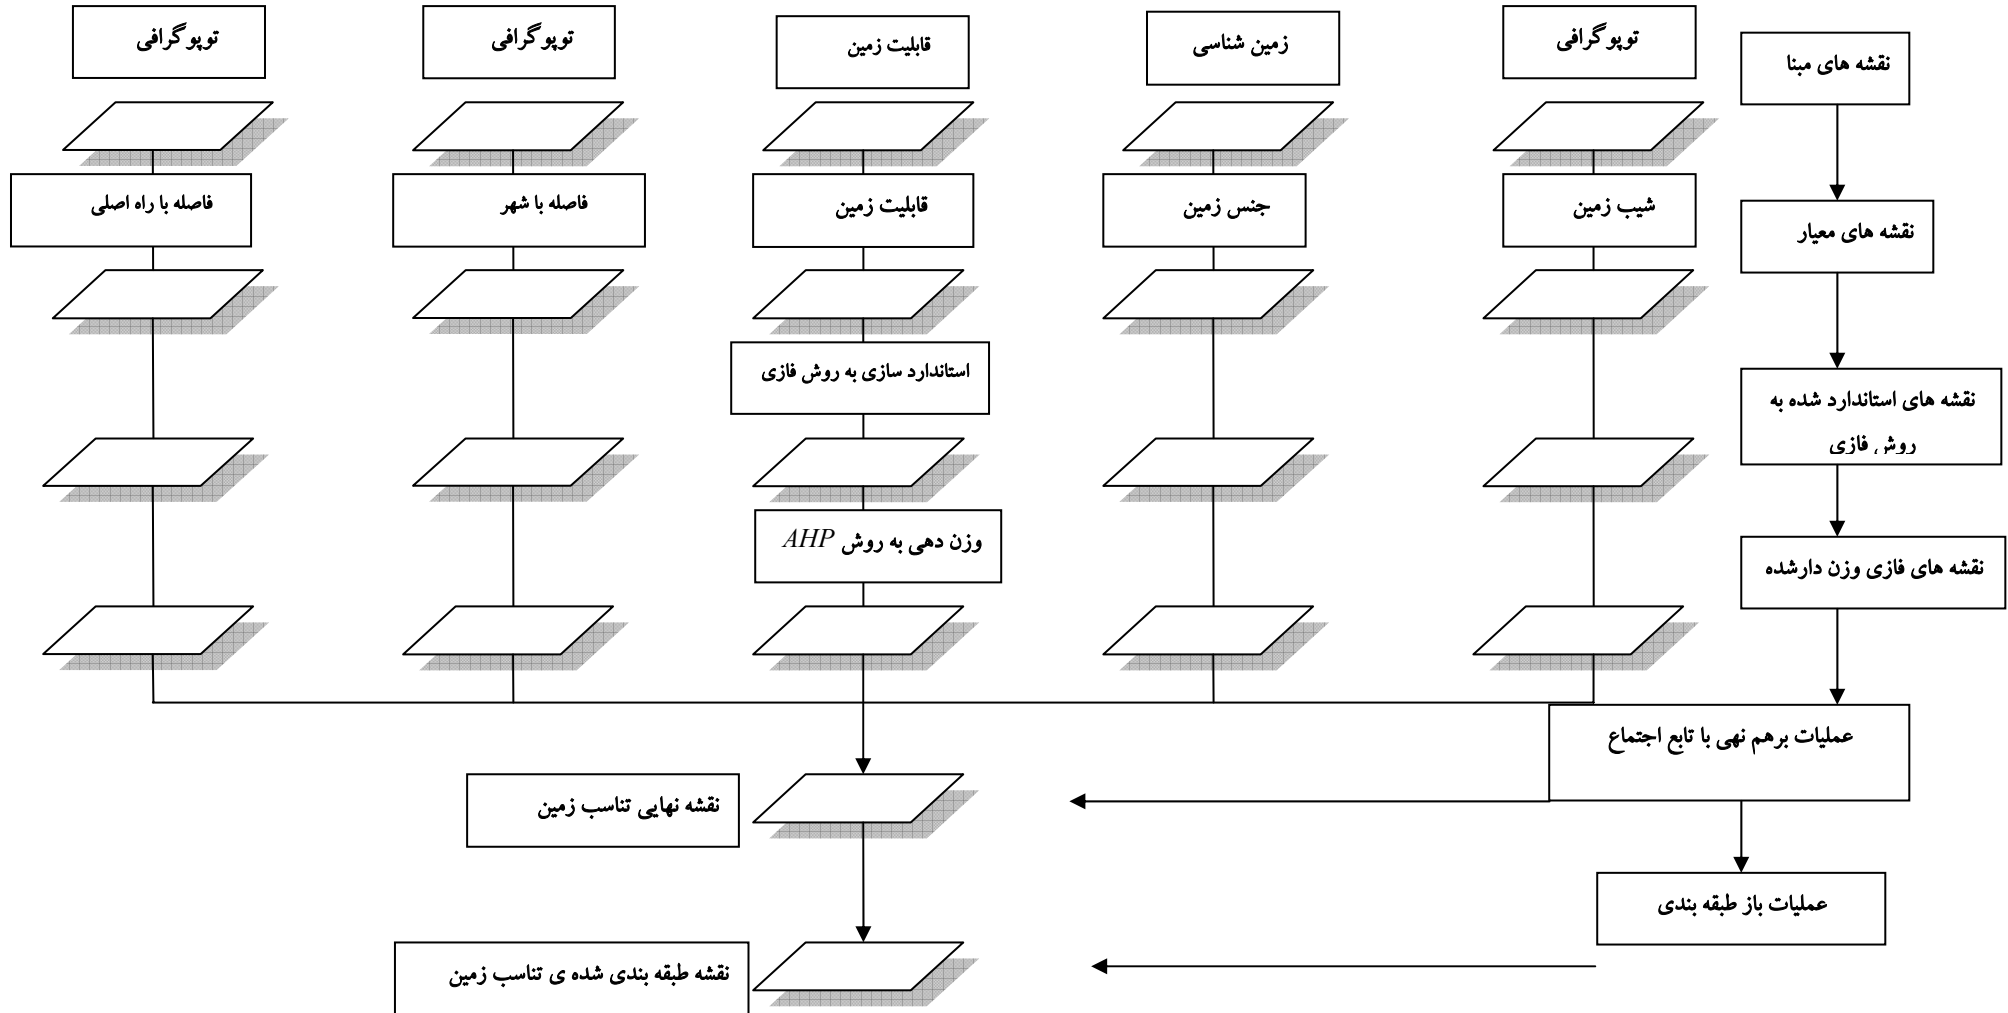 نقشه های مبنا
توپوگرافی
زمین شناسی
قابلیت زمین
توپوگرافی
توپوگرافی
نقشه های معیار
شیب زمین
جنس زمین
قابلیت زمین
فاصله با شهر
فاصله با راه اصلی
نقشه های استاندارد شده به
روش فازی
استاندارد سازی به روش فازی
نقشه های فازی وزن دارشده
وزن دهی به روش AHP
عملیات برهم نهی با تابع اجتماع
نقشه نهایی تناسب زمین
عملیات باز طبقه بندی
نقشه طبقه بندی شده ی تناسب زمین